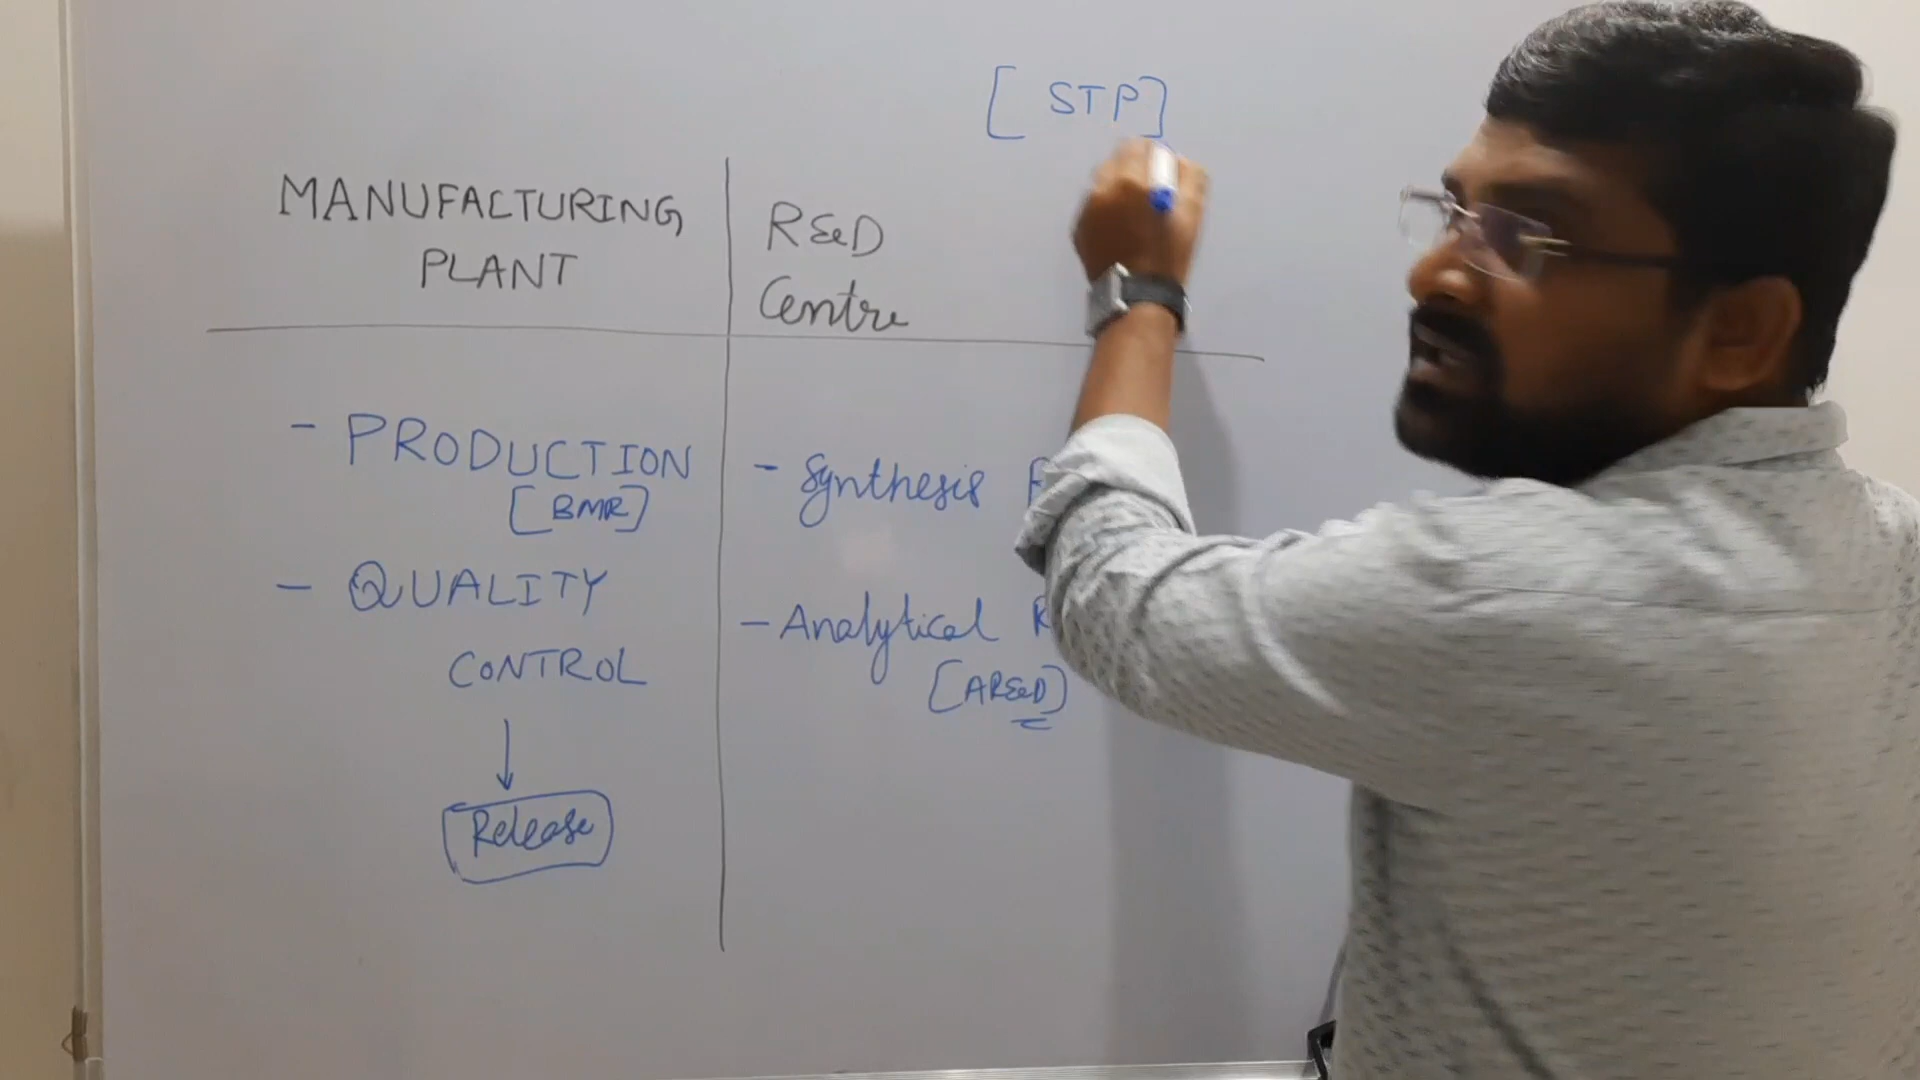 [ STP]
MANUFACTURING
PLANT
R&D
Centre
- PRODUCTION
[BMR]
- QUALITY
CONTROL
↓
Release
- Synthesis
- Analytical R
[AR&D]